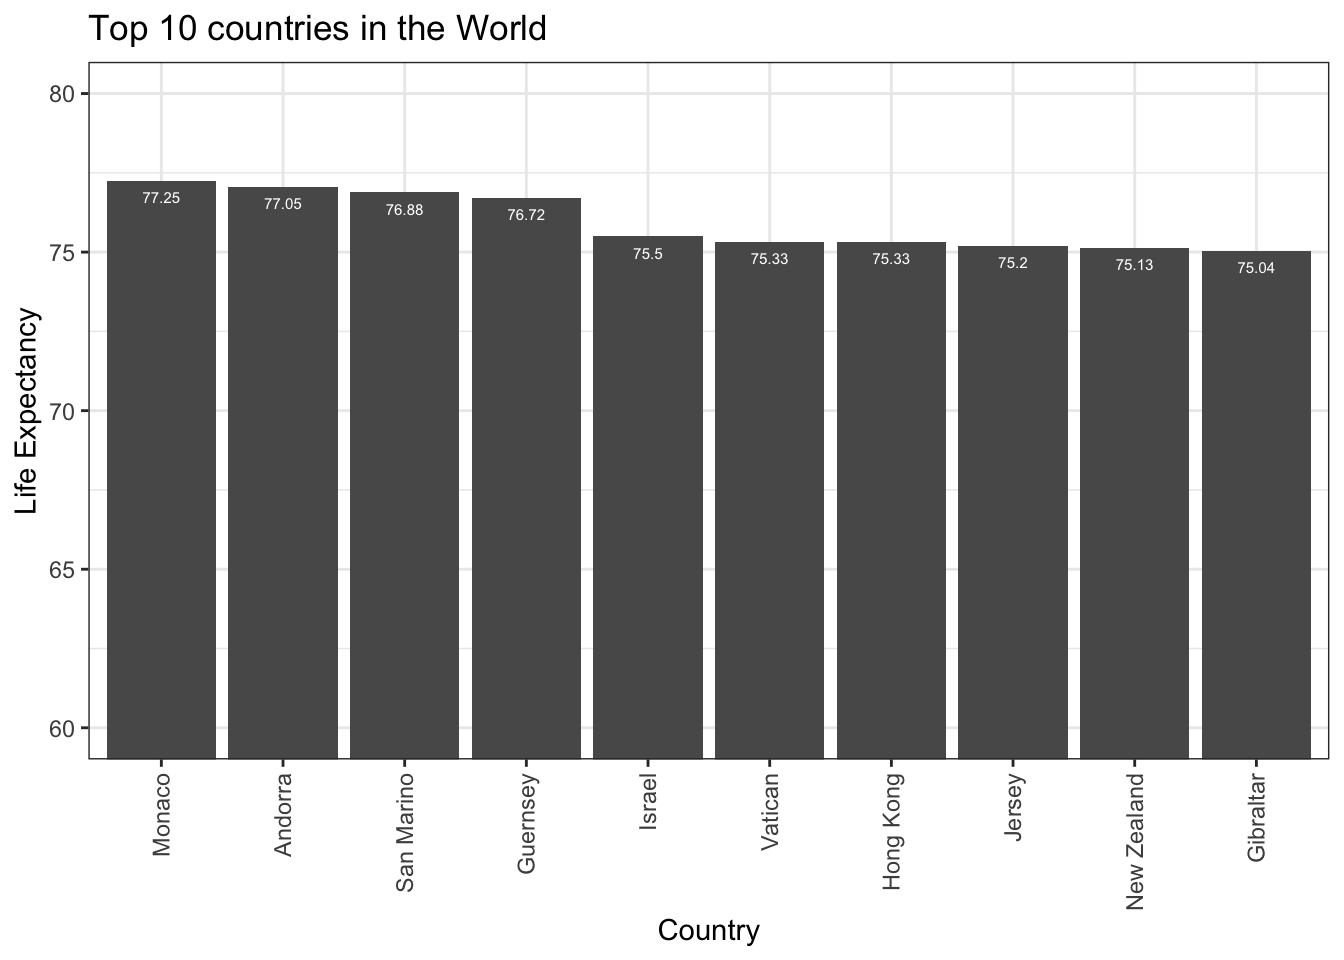 Top 10 countries in the World
Life Expectancy
80
75
70
65
60
77.25
77.05
76.88
76.72
75.5
75.33
75.33
75.2
75.13
75.04
Monaco
Andorra
San Marino
Guernsey
Israel
Vatican
Hong Kong
Jersey
New Zealand
Gibraltar
Country